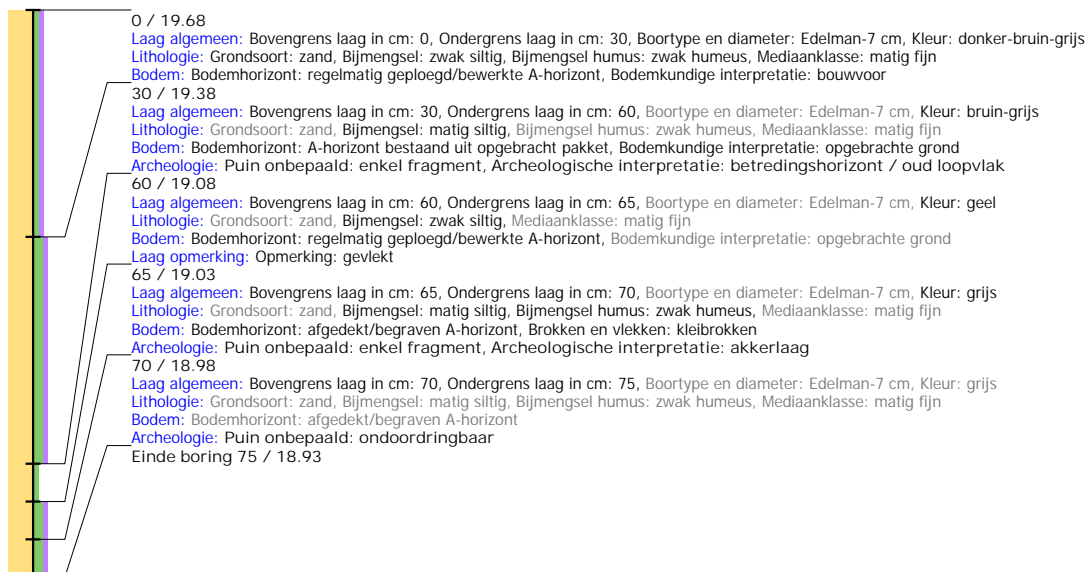 0 / 19.68
Laag algemeen: Bovengrens laag in cm: 0, Ondergrens laag in cm: 30, Boortype en diameter: Edelman-7 cm, Kleur: donker-bruin-grijs
Lithologie: Grondsoort: zand, Bijmengsel: zwak siltig, Bijmengsel humus: zwak humeus, Mediaanklasse: matig fijn
Bodem: Bodemhorizont: regelmatig geploegd/bewerkte A-horizont, Bodemkundige interpretatie: bouwvoor
30 / 19.38
Laag algemeen: Bovengrens laag in cm: 30, Ondergrens laag in cm: 60, Boortype en diameter: Edelman-7 cm, Kleur: bruin-grijs
Lithologie: Grondsoort: zand, Bijmengsel: matig siltig, Bijmengsel humus: zwak humeus, Mediaanklasse: matig fijn
Bodem: Bodemhorizont: A-horizont bestaand uit opgebracht pakket, Bodemkundige interpretatie: opgebrachte grond
Archeologie: Puin onbepaald: enkel fragment, Archeologische interpretatie: betredingshorizont / oud loopvlak
60 / 19.08
Laag algemeen: Bovengrens laag in cm: 60, Ondergrens laag in cm: 65, Boortype en diameter: Edelman-7 cm, Kleur: geel
Lithologie: Grondsoort: zand, Bijmengsel: zwak siltig, Mediaanklasse: matig fijn
Bodem: Bodemhorizont: regelmatig geploegd/bewerkte A-horizont, Bodemkundige interpretatie: opgebrachte grond
Laag opmerking: Opmerking: gevlekt
65 / 19.03
Laag algemeen: Bovengrens laag in cm: 65, Ondergrens laag in cm: 70, Boortype en diameter: Edelman-7 cm, Kleur: grijs
Lithologie: Grondsoort: zand, Bijmengsel: matig siltig, Bijmengsel humus: zwak humeus, Mediaanklasse: matig fijn
Bodem: Bodemhorizont: afgedekt/begraven A-horizont, Brokken en vlekken: kleibrokken
Archeologie: Puin onbepaald: enkel fragment, Archeologische interpretatie: akkerlaag
70 / 18.98
Laag algemeen: Bovengrens laag in cm: 70, Ondergrens laag in cm: 75, Boortype en diameter: Edelman-7 cm, Kleur: grijs
Lithologie: Grondsoort: zand, Bijmengsel: matig siltig, Bijmengsel humus: zwak humeus, Mediaanklasse: matig fijn
Bodem: Bodemhorizont: afgedekt/begraven A-horizont
Archeologie: Puin onbepaald: ondoordringbaar
Einde boring 75 / 18.93